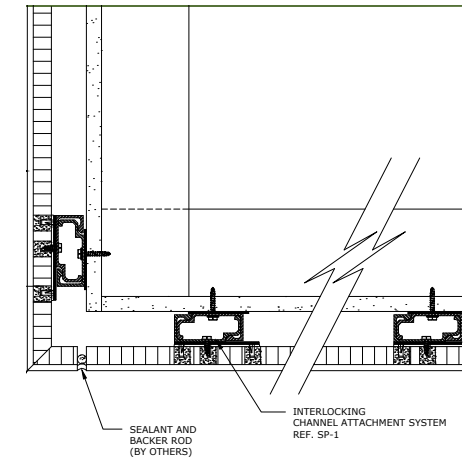 SEALANT AND
BACKER ROD
(BY OTHERS)
INTERLOCKING
CHANNEL ATTACHMENT SYSTEM
REF. SP-1